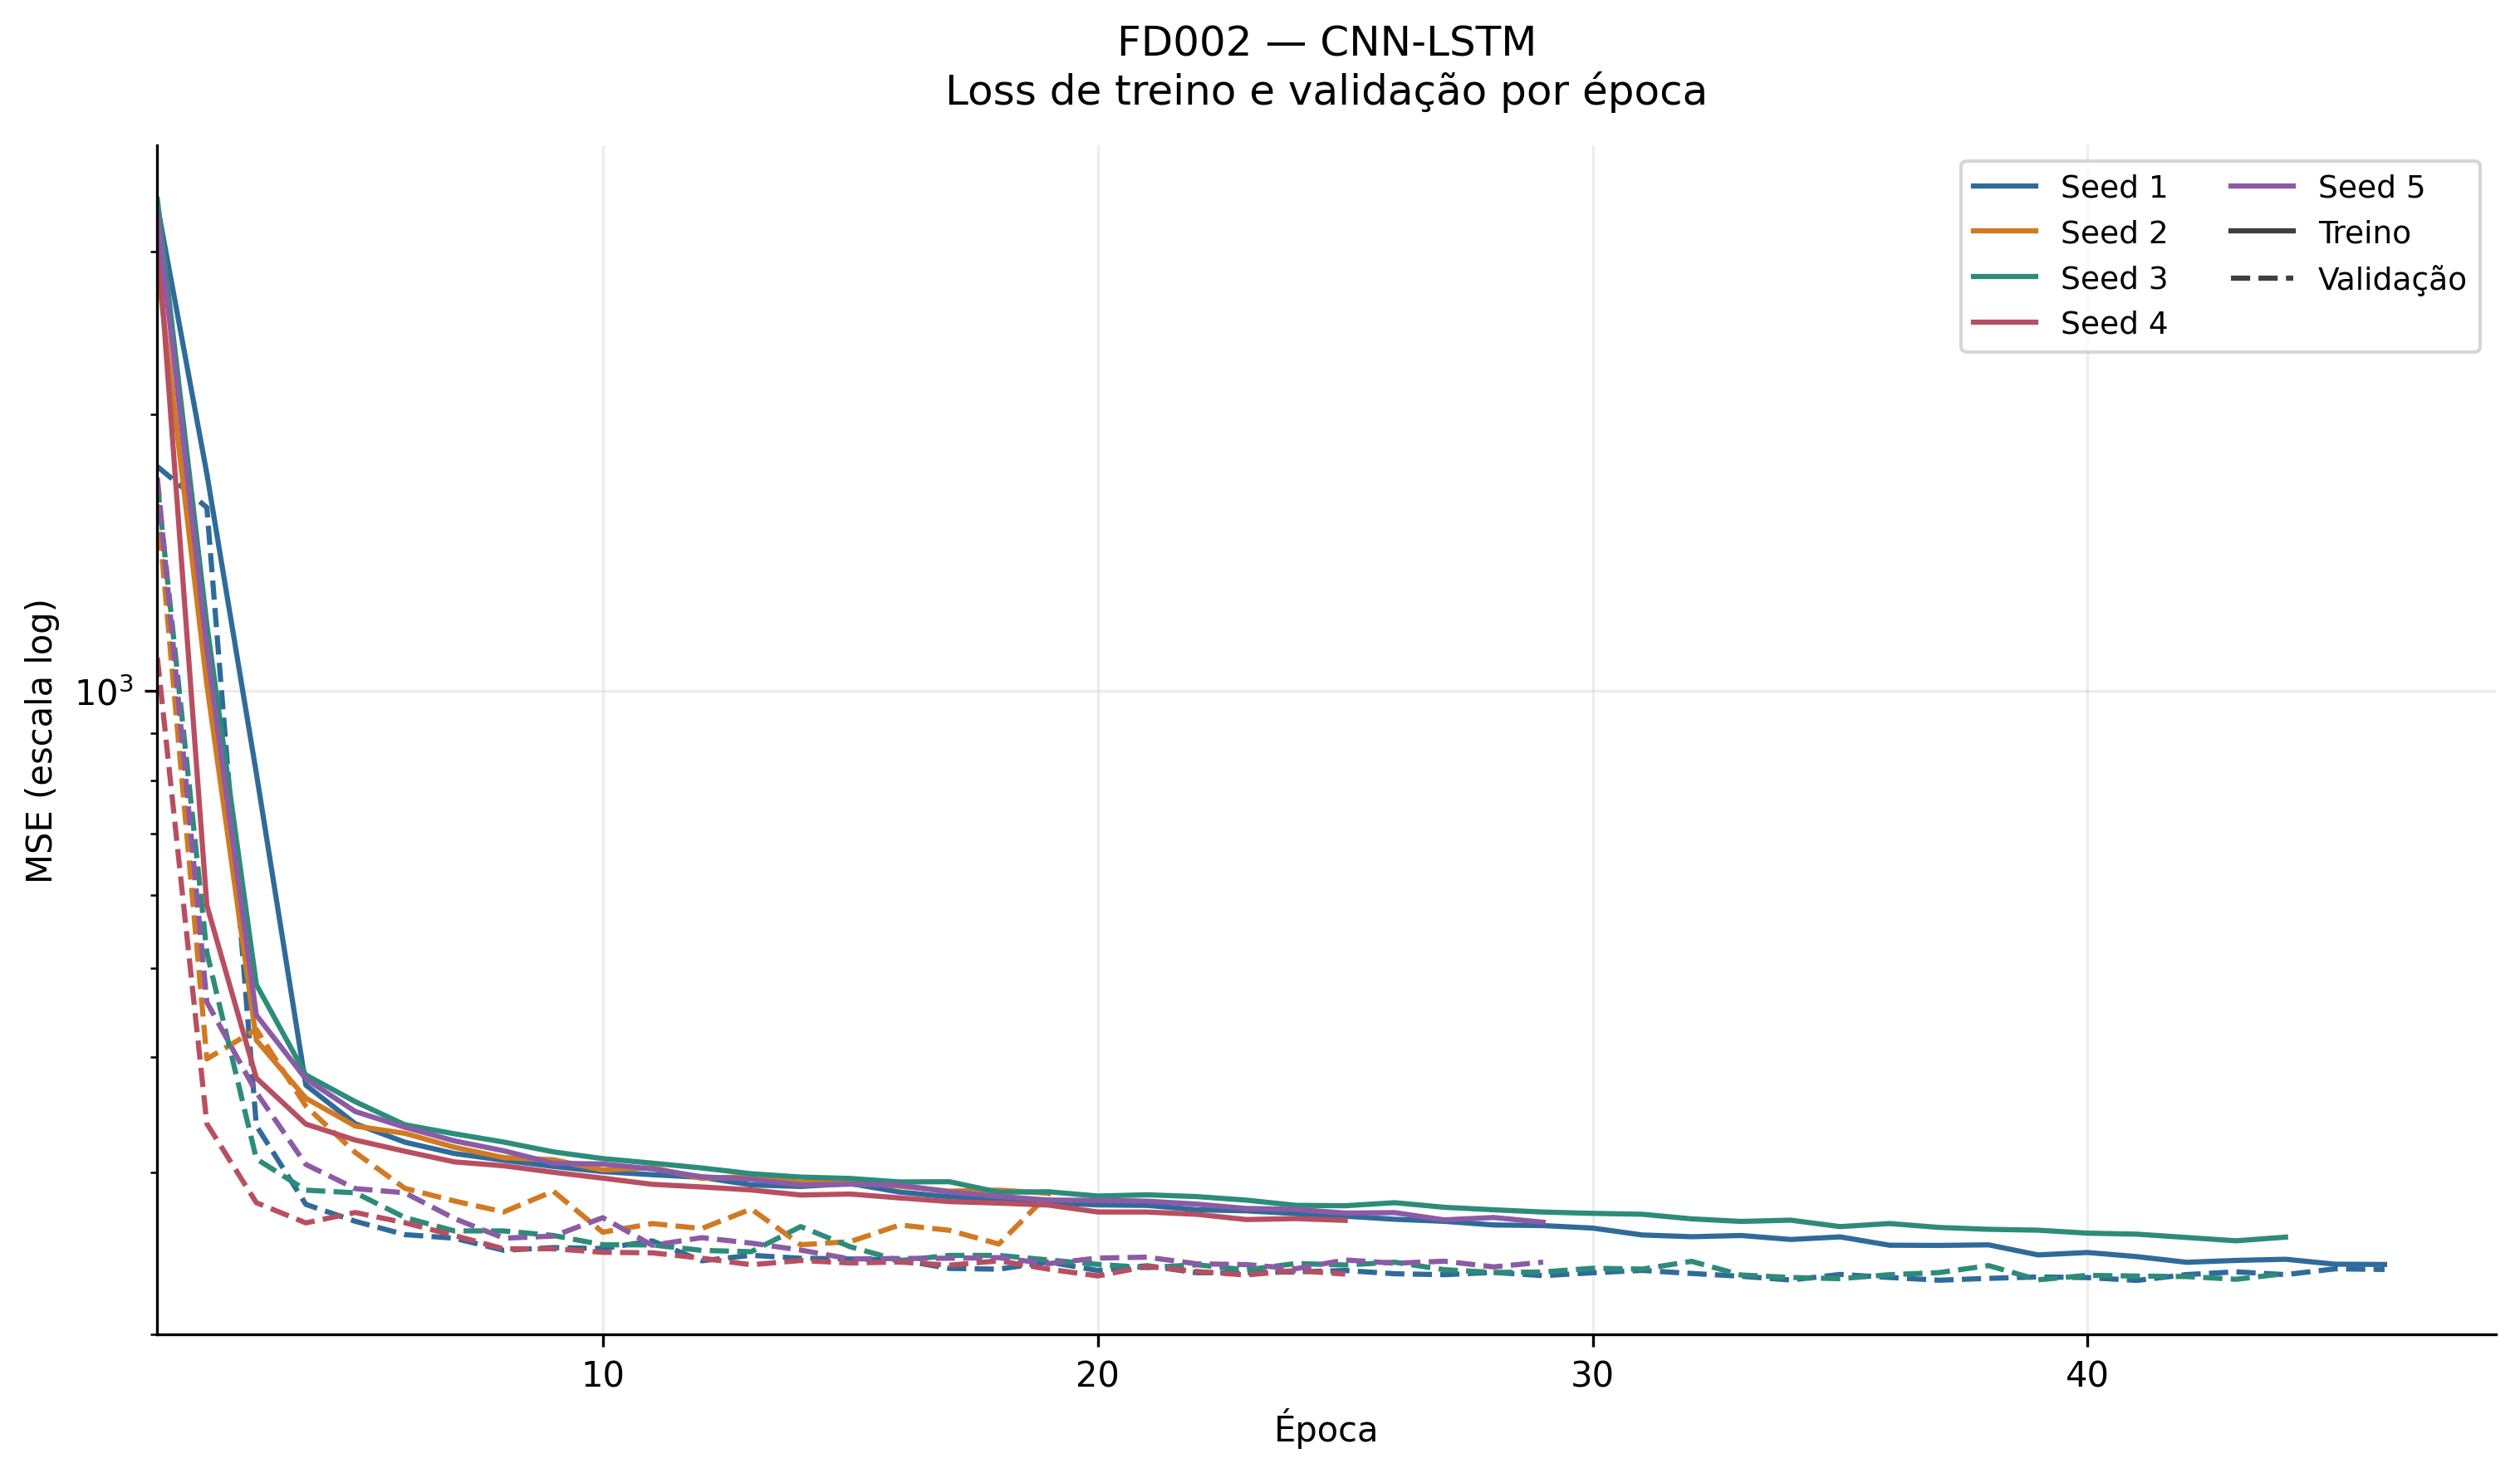 FD002 — CNN-LSTM
Loss de treino e validação por época
Seed 1
Seed 2
Seed 3
Seed 4
Seed 5
Treino
Validação
MSE (escala log)
10³
10
20
30
40
Época